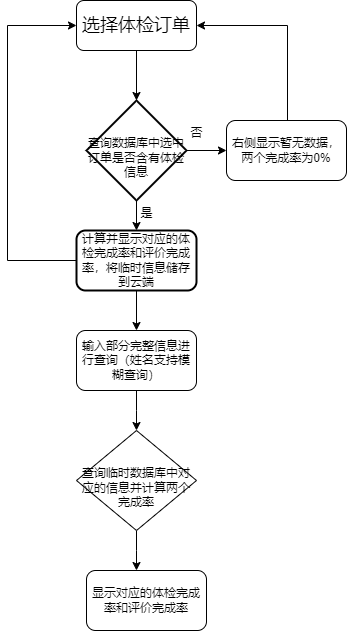 选择体检订单
查询数据库中选中
订单是否含有体检
信息
否
右侧显示暂无数据，
两个完成率为0%
是
计算并显示对应的体
检完成率和评价完成
率，将临时信息储存
到云端
输入部分完整信息进
行查询（姓名支持模
糊查询）
查询临时数据库中对
应的信息并计算两个
完成率
显示对应的体检完成
率和评价完成率